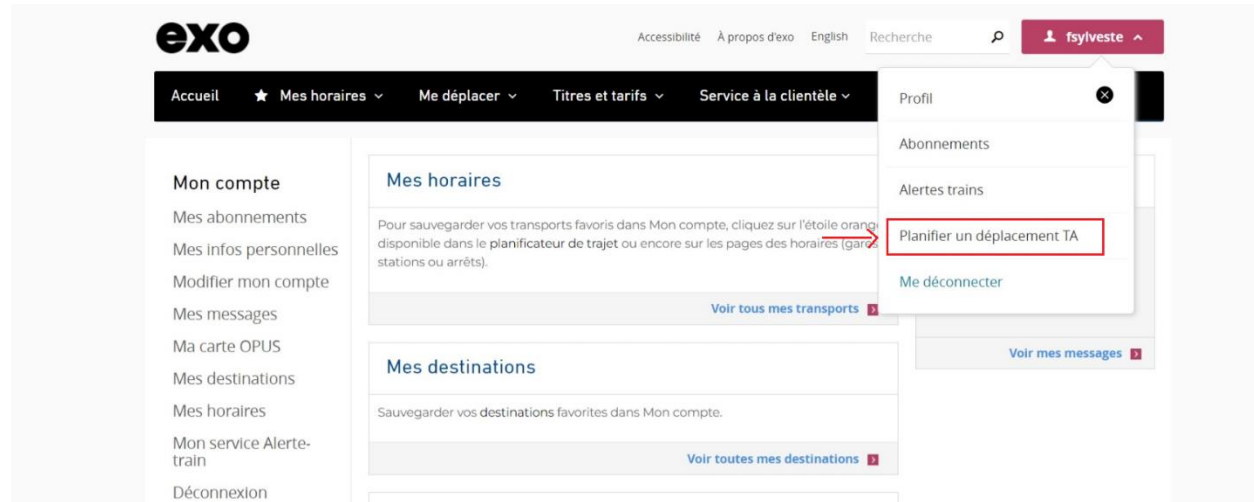 exo
Accessibilité À propos d'exo English Recherche fsylveste
Accueil Mes horaires Me déplacer Titres et tarifs Service à la clientèle
Profil
Abonnements
Alertes trains
Planifier un déplacement TA
Me déconnecter
Mon compte
Mes abonnements
Mes infos personnelles
Modifier mon compte
Mes messages
Ma carte OPUS
Mes destinations
Mes horaires
Mon service Alerte-
train
Déconnexion
Mes horaires
Pour sauvegarder vos transports favoris dans Mon compte, cliquez sur l'étoile
disponible dans le planificateur de trajet ou encore sur les pages des horaires
stations ou arrêts).
Voir tous mes transports
Mes destinations
Sauvegarder vos destinations favorites dans Mon compte.
Voir toutes mes destinations
Voir mes messages